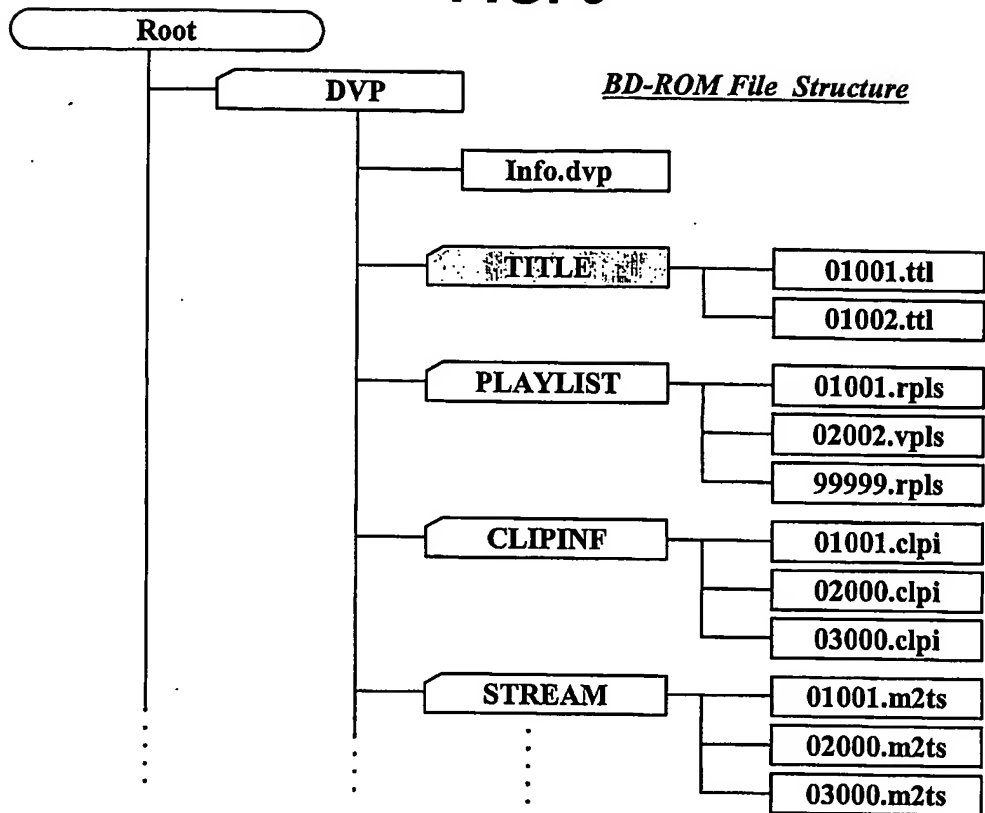 Root
DVP
BD-ROM File Structure
Info.dvp
TITLE
01001.ttl
01002.ttl
PLAYLIST
01001.rpls
02002.vpls
99999.rpls
CLIPINF
01001.clpi
02000.clpi
03000.clpi
STREAM
01001.m2ts
02000.m2ts
03000.m2ts